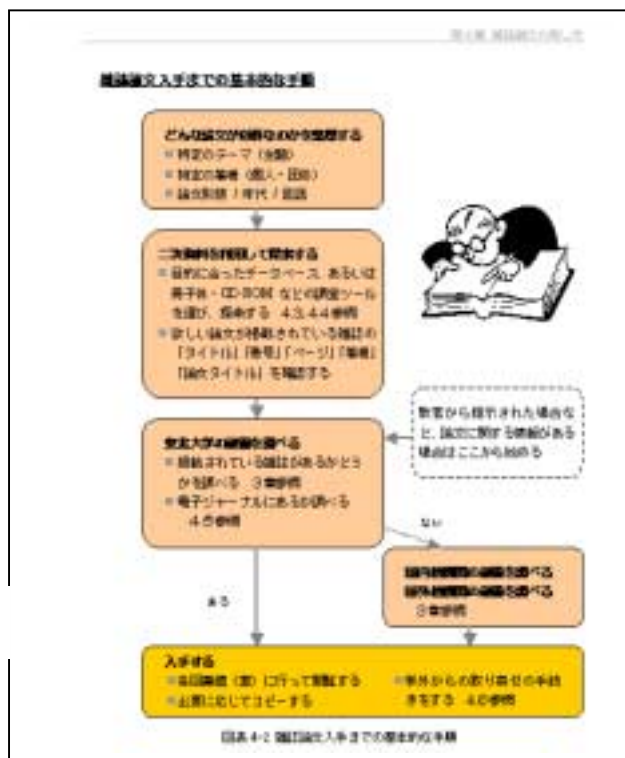 雑誌論文入手までの基本的な手順
どんな論文が必要なのかを整理する
特定のテーマ（主題）
特定の著者（個人・団体）
論文形態 / 年代 / 言語
二次資料を利用して検索する
目的に合ったデータベース あるいは
冊子体・CD-ROM などの調査ツール
を選び、検索する 4.3, 4.4参照
欲しい論文が掲載されている雑誌の
「タイトル」「巻号」「ページ」「著者」
「論文タイトル」を確認する
教官から指示された場合な
ど、論文に関する情報がある
場合はここから始める
東北大学の所蔵を調べる
掲載されている雑誌があるかどう
かを調べる 3章参照
電子ジャーナルにあるか調べる
4.5参照
ない
ある
国内機関の所蔵を調べる
国外機関の所蔵を調べる
3章参照
入手する
各図書館（室）に行って閲覧する
必要に応じてコピーする
学外からの取り寄せの手続
きをする 4.6参照
図表 4-2 雑誌論文入手までの基本的な手順